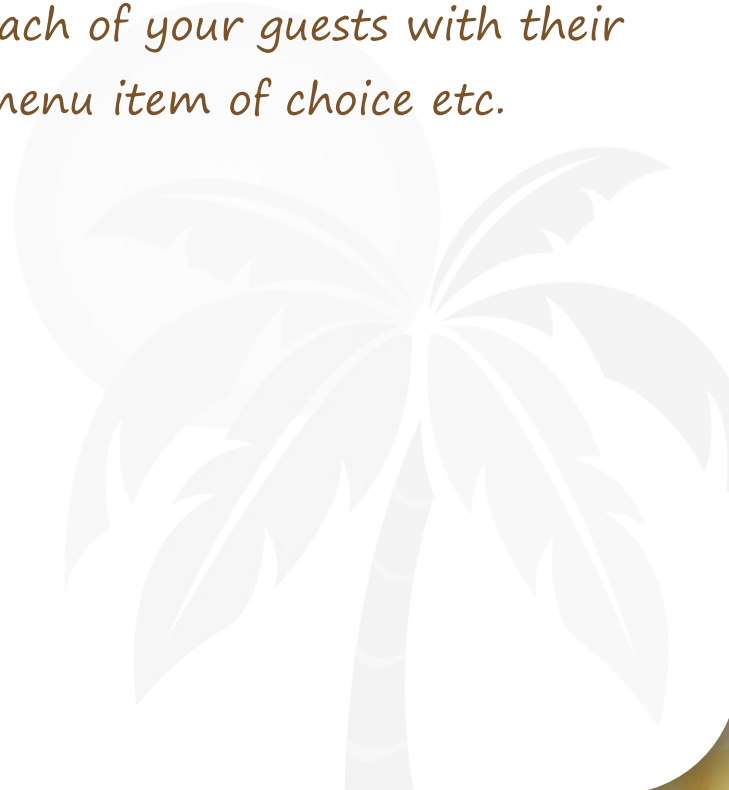 ach of your guests with their
menu item of choice etc.